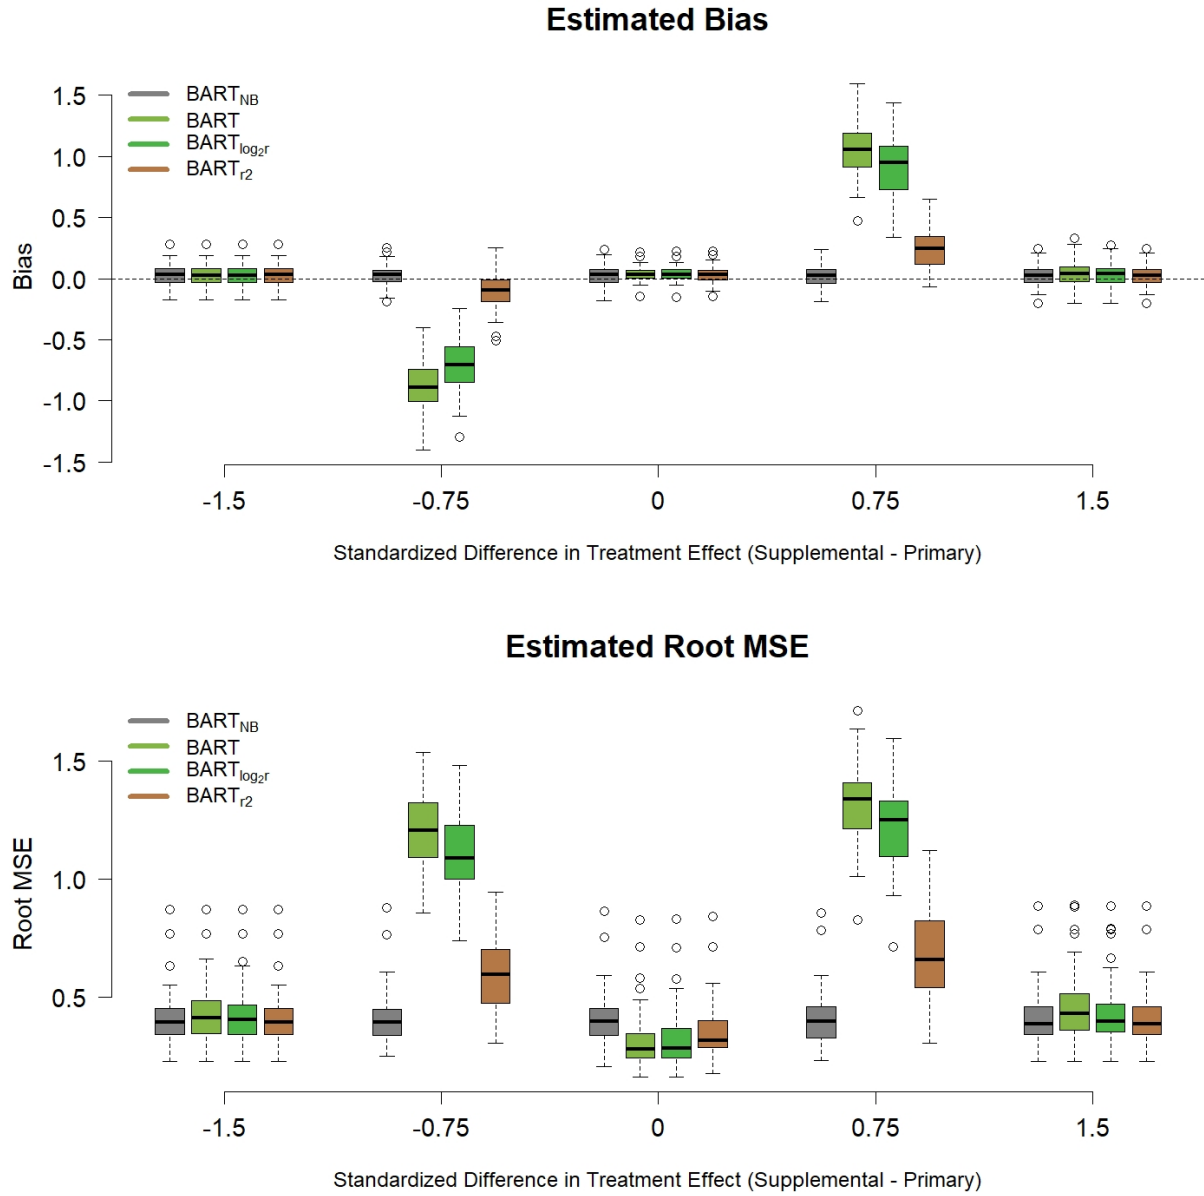 Estimated Bias
BART_NB
BART
BART_log₂r
BART_r2
Bias
1.5
1.0
0.5
0.0
-0.5
-1.0
-1.5
-1.5 -0.75 0 0.75 1.5
Standardized Difference in Treatment Effect (Supplemental - Primary)
Estimated Root MSE
BART_NB
BART
BART_log₂r
BART_r2
Root MSE
1.5
1.0
0.5
-1.5 -0.75 0 0.75 1.5
Standardized Difference in Treatment Effect (Supplemental - Primary)